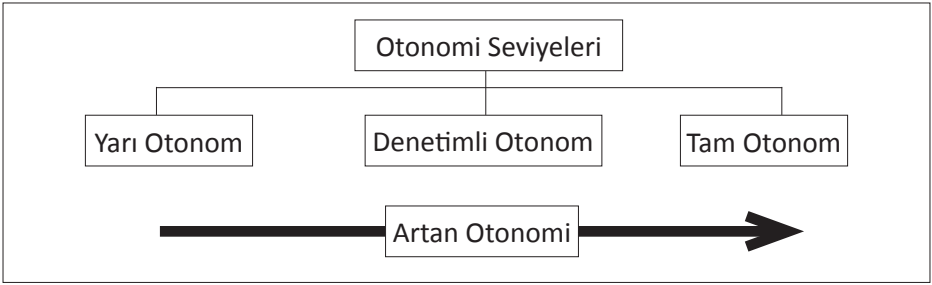 Otonomi Seviyeleri
Yarı Otonom
Denetimli Otonom
Tam Otonom
Artan Otonomi